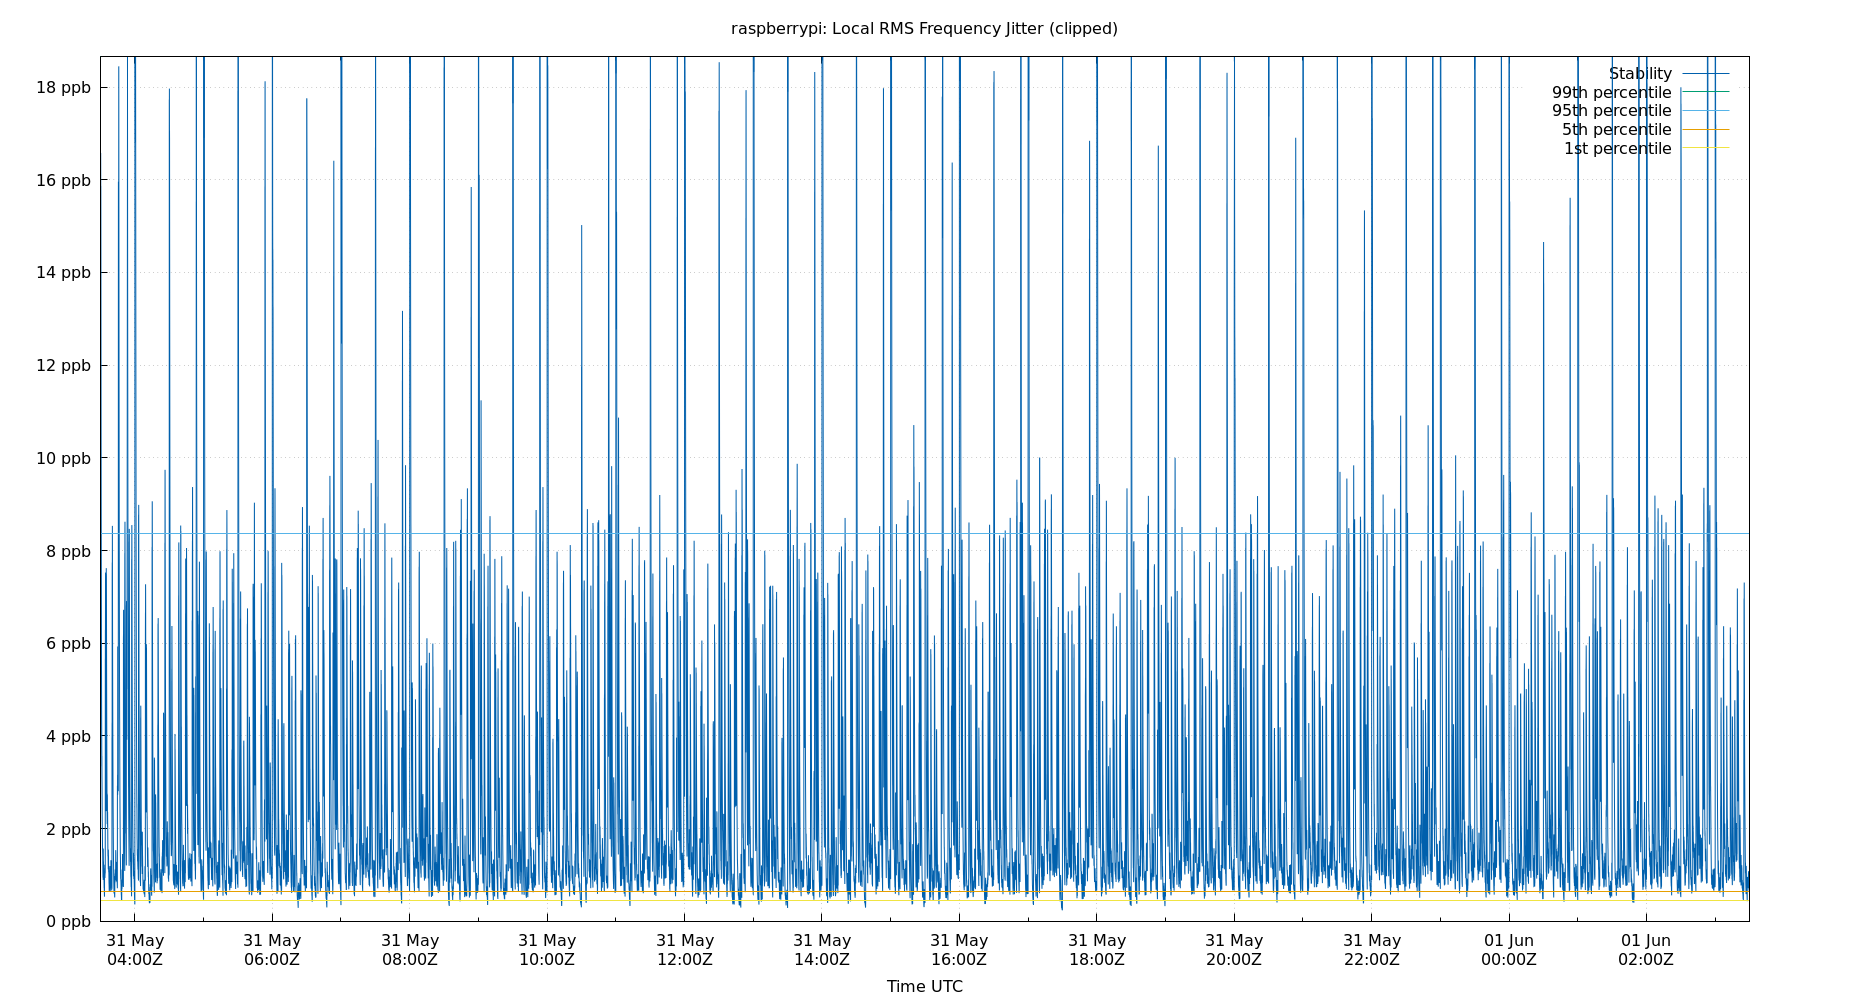 raspberrypi: Local RMS Frequency Jitter (clipped)
18 ppb
16 ppb
14 ppb
12 ppb
10 ppb
8 ppb
6 ppb
4 ppb
2 ppb
0 ppb
Stability
99th percentile
95th percentile
5th percentile
1st percentile
31 May 31 May 31 May 31 May 31 May 31 May 31 May 31 May 31 May 31 May 01 Jun 01 Jun
04:00Z 06:00Z 08:00Z 10:00Z 12:00Z 14:00Z 16:00Z 18:00Z 20:00Z 22:00Z 00:00Z 02:00Z
Time UTC